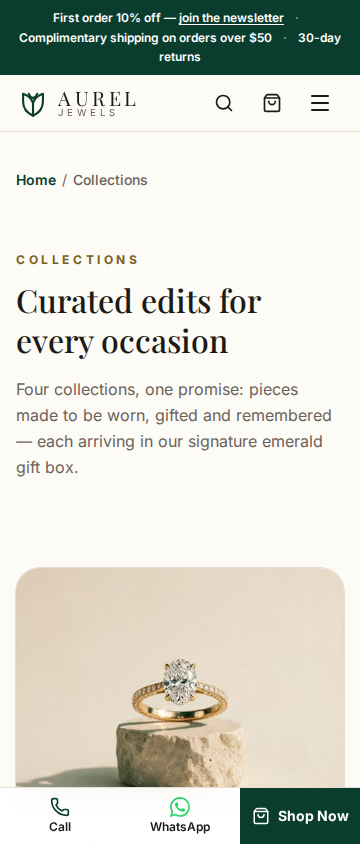 First order 10% off — join the newsletter ·
Complimentary shipping on orders over $50 · 30-day
returns
AUREL
JEWELS
Home / Collections
COLLECTIONS
Curated edits for
every occasion
Four collections, one promise: pieces
made to be worn, gifted and remembered
— each arriving in our signature emerald
gift box.
Call
WhatsApp
Shop Now